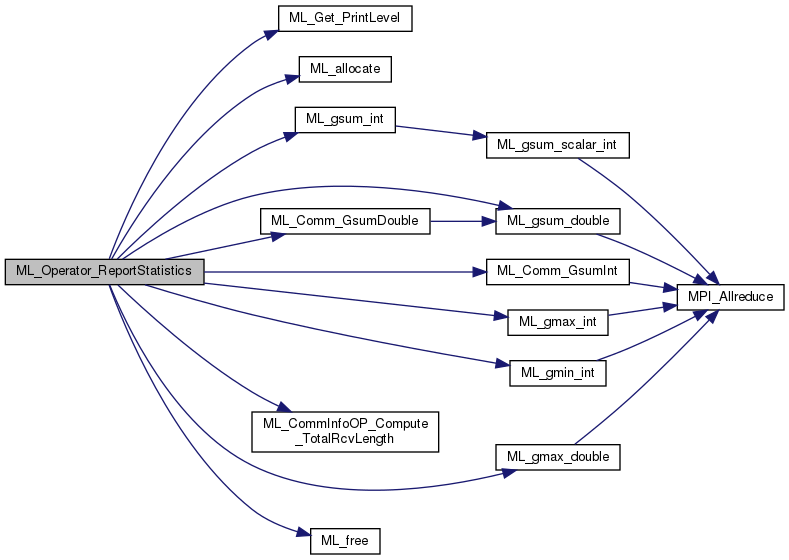 ML_Get_PrintLevel
ML_allocate
ML_gsum_int
ML_gsum_scalar_int
ML_Comm_GsumDouble
ML_gsum_double
ML_Operator_ReportStatistics
ML_Comm_GsumInt
MPI_Allreduce
ML_gmax_int
ML_gmin_int
ML_CommInfoOP_Compute
_TotalRcvLength
ML_gmax_double
ML_free